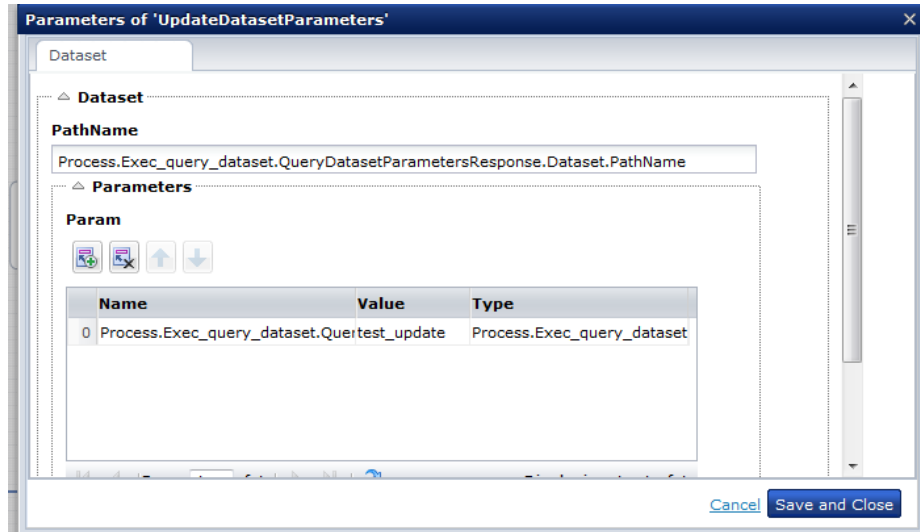 Parameters of 'UpdateDatasetParameters'
Dataset
Dataset
PathName
Process.Exec_query_dataset.QueryDatasetParametersResponse.Dataset.PathName
Parameters
Param
Name Value Type
0 Process.Exec_query_dataset.Quer test_update Process.Exec_query_dataset
Cancel Save and Close